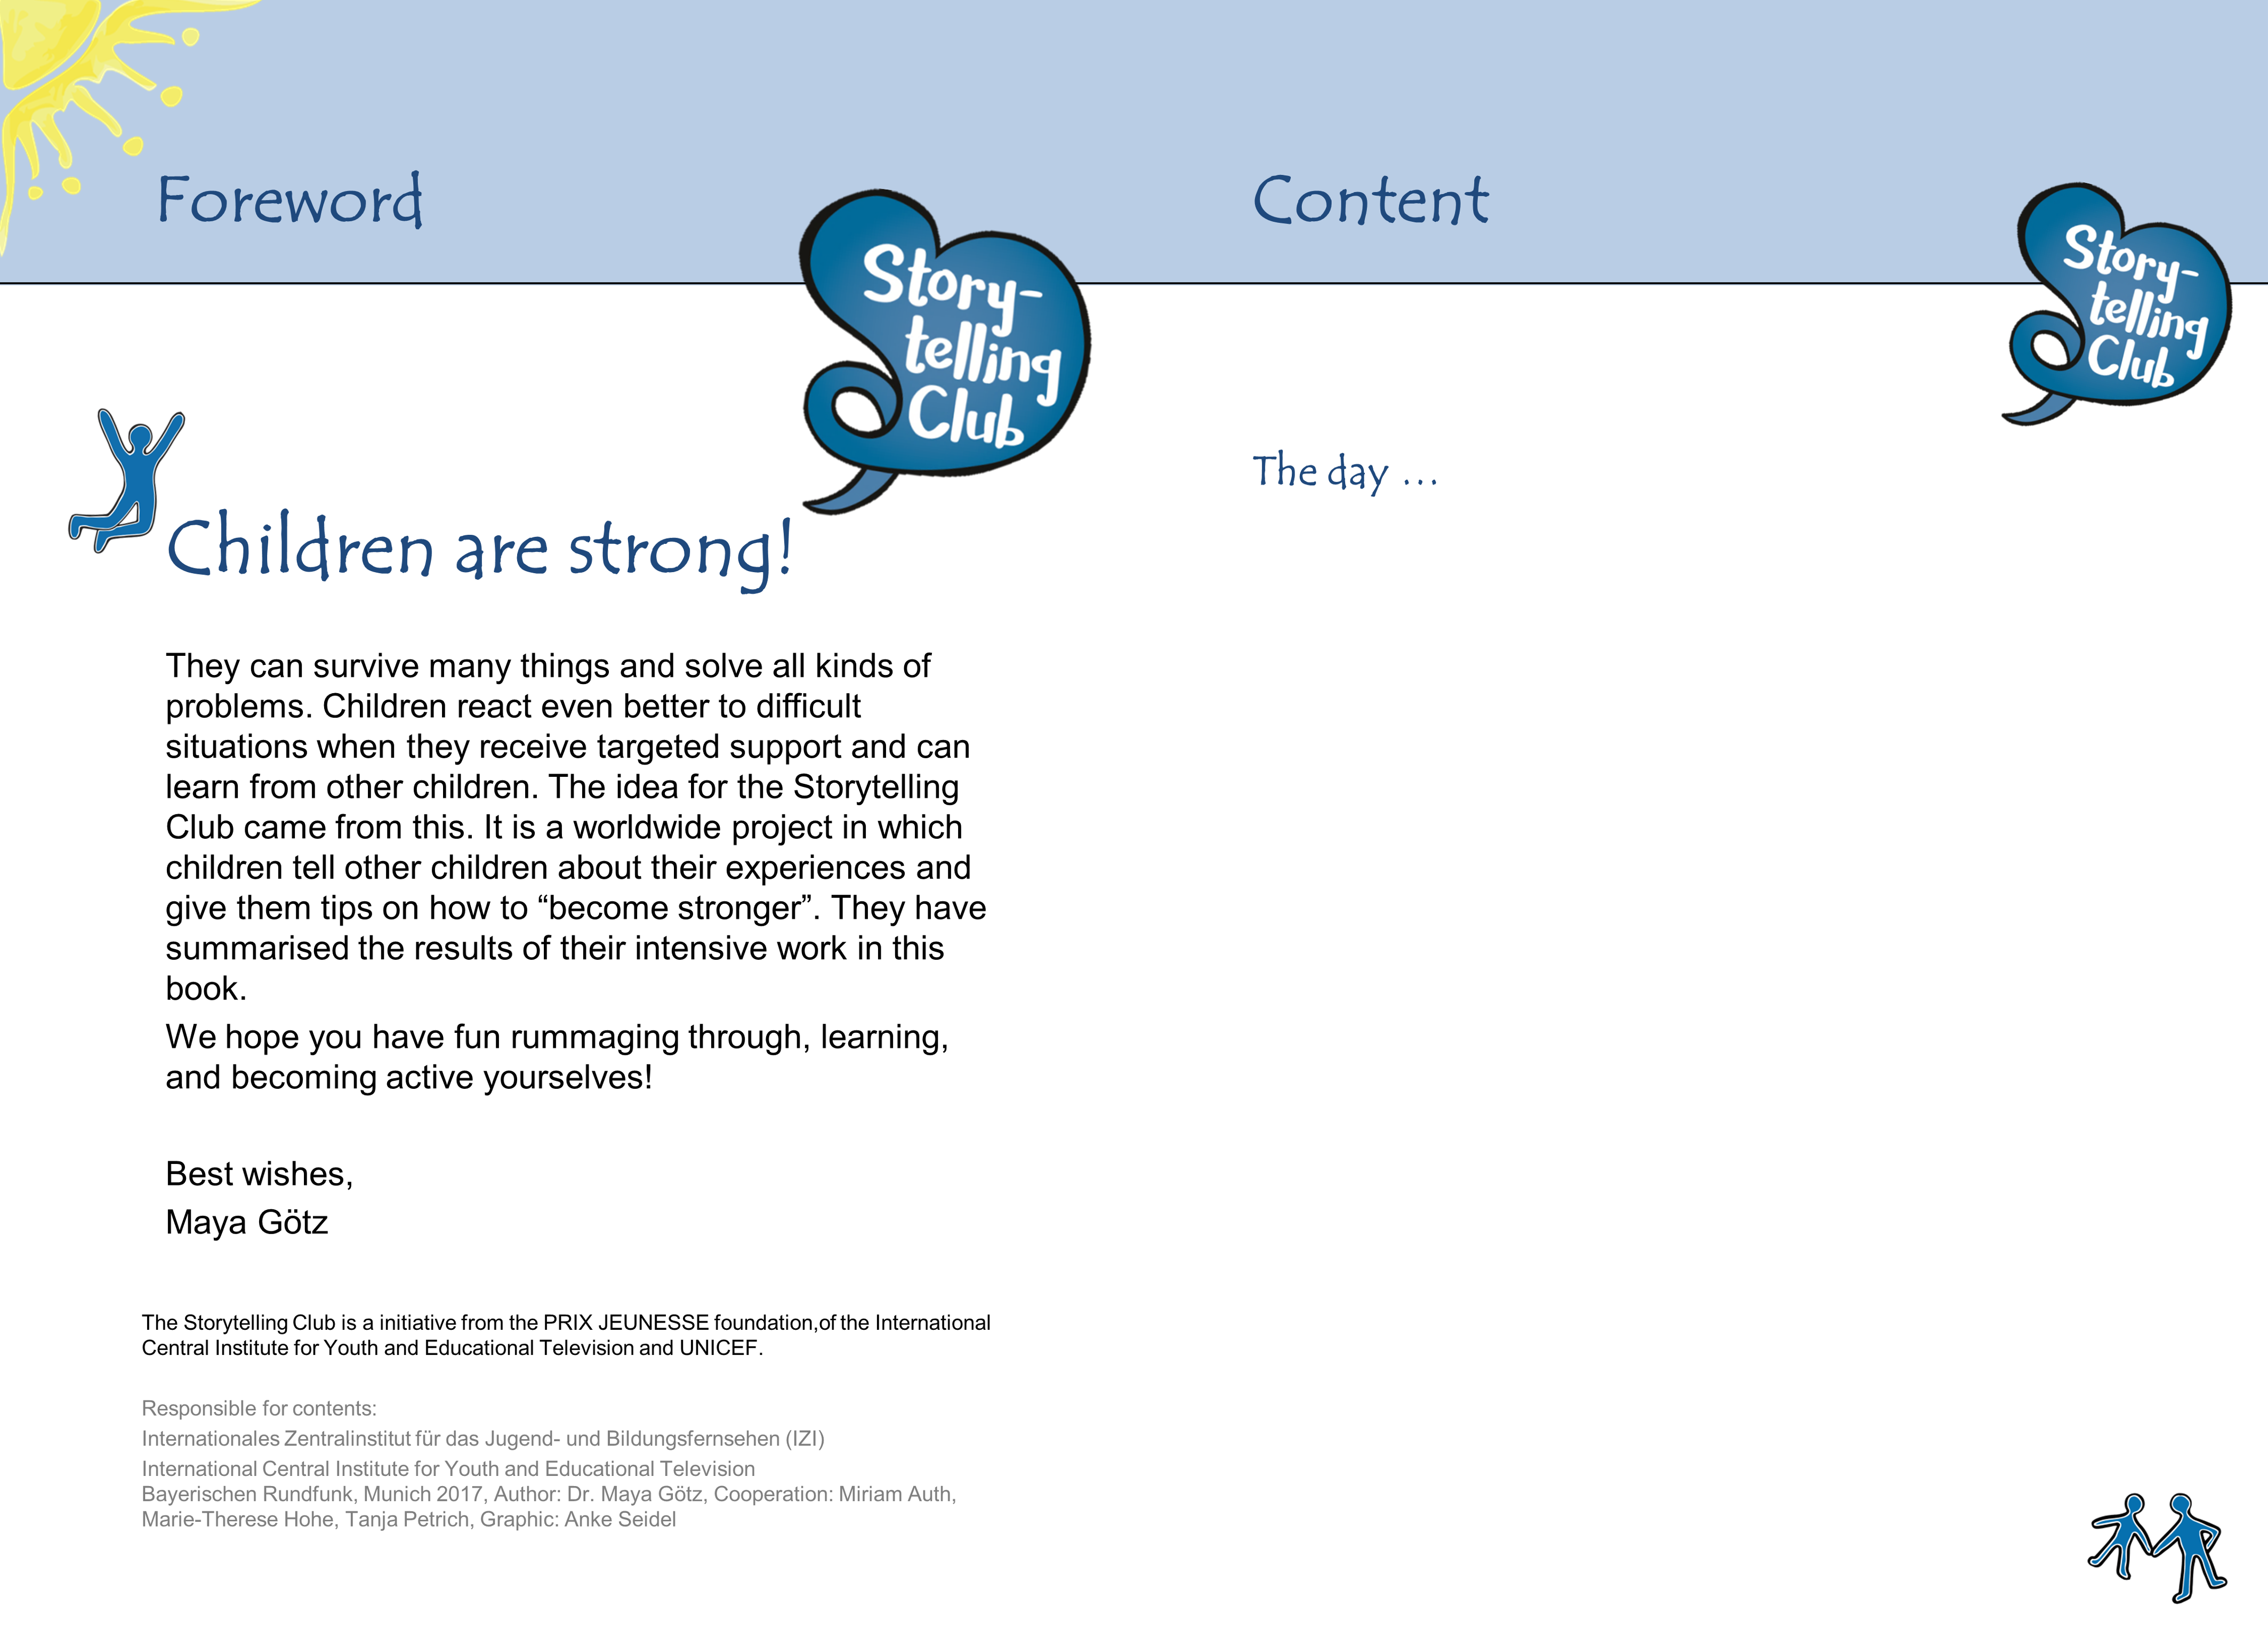 Foreword
Story-
telling
Club
Children are strong!
They can survive many things and solve all kinds of
problems. Children react even better to difficult
situations when they receive targeted support and can
learn from other children. The idea for the Storytelling
Club came from this. It is a worldwide project in which
children tell other children about their experiences and
give them tips on how to “become stronger”. They have
summarised the results of their intensive work in this
book.
We hope you have fun rummaging through, learning,
and becoming active yourselves!
Best wishes,
Maya Götz
The Storytelling Club is a initiative from the PRIX JEUNESSE foundation,of the International
Central Institute for Youth and Educational Television and UNICEF.
Responsible for contents:
Internationales Zentralinstitut für das Jugend- und Bildungsfernsehen (IZI)
International Central Institute for Youth and Educational Television
Bayerischen Rundfunk, Munich 2017, Author: Dr. Maya Götz, Cooperation: Miriam Auth,
Marie-Therese Hohe, Tanja Petrich, Graphic: Anke Seidel
Content
Story-
telling
Club
The day …